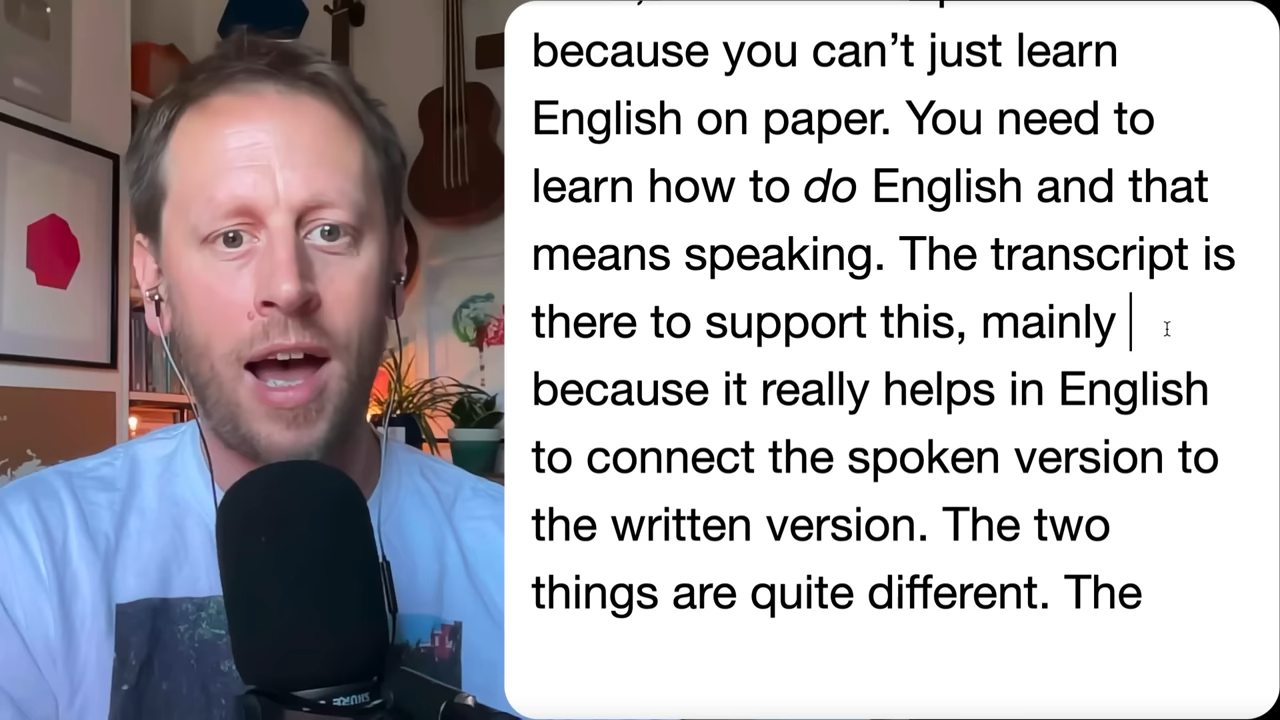 because you can’t just learn
English on paper. You need to
learn how to do English and that
means speaking. The transcript is
there to support this, mainly
because it really helps in English
to connect the spoken version to
the written version. The two
things are quite different. The